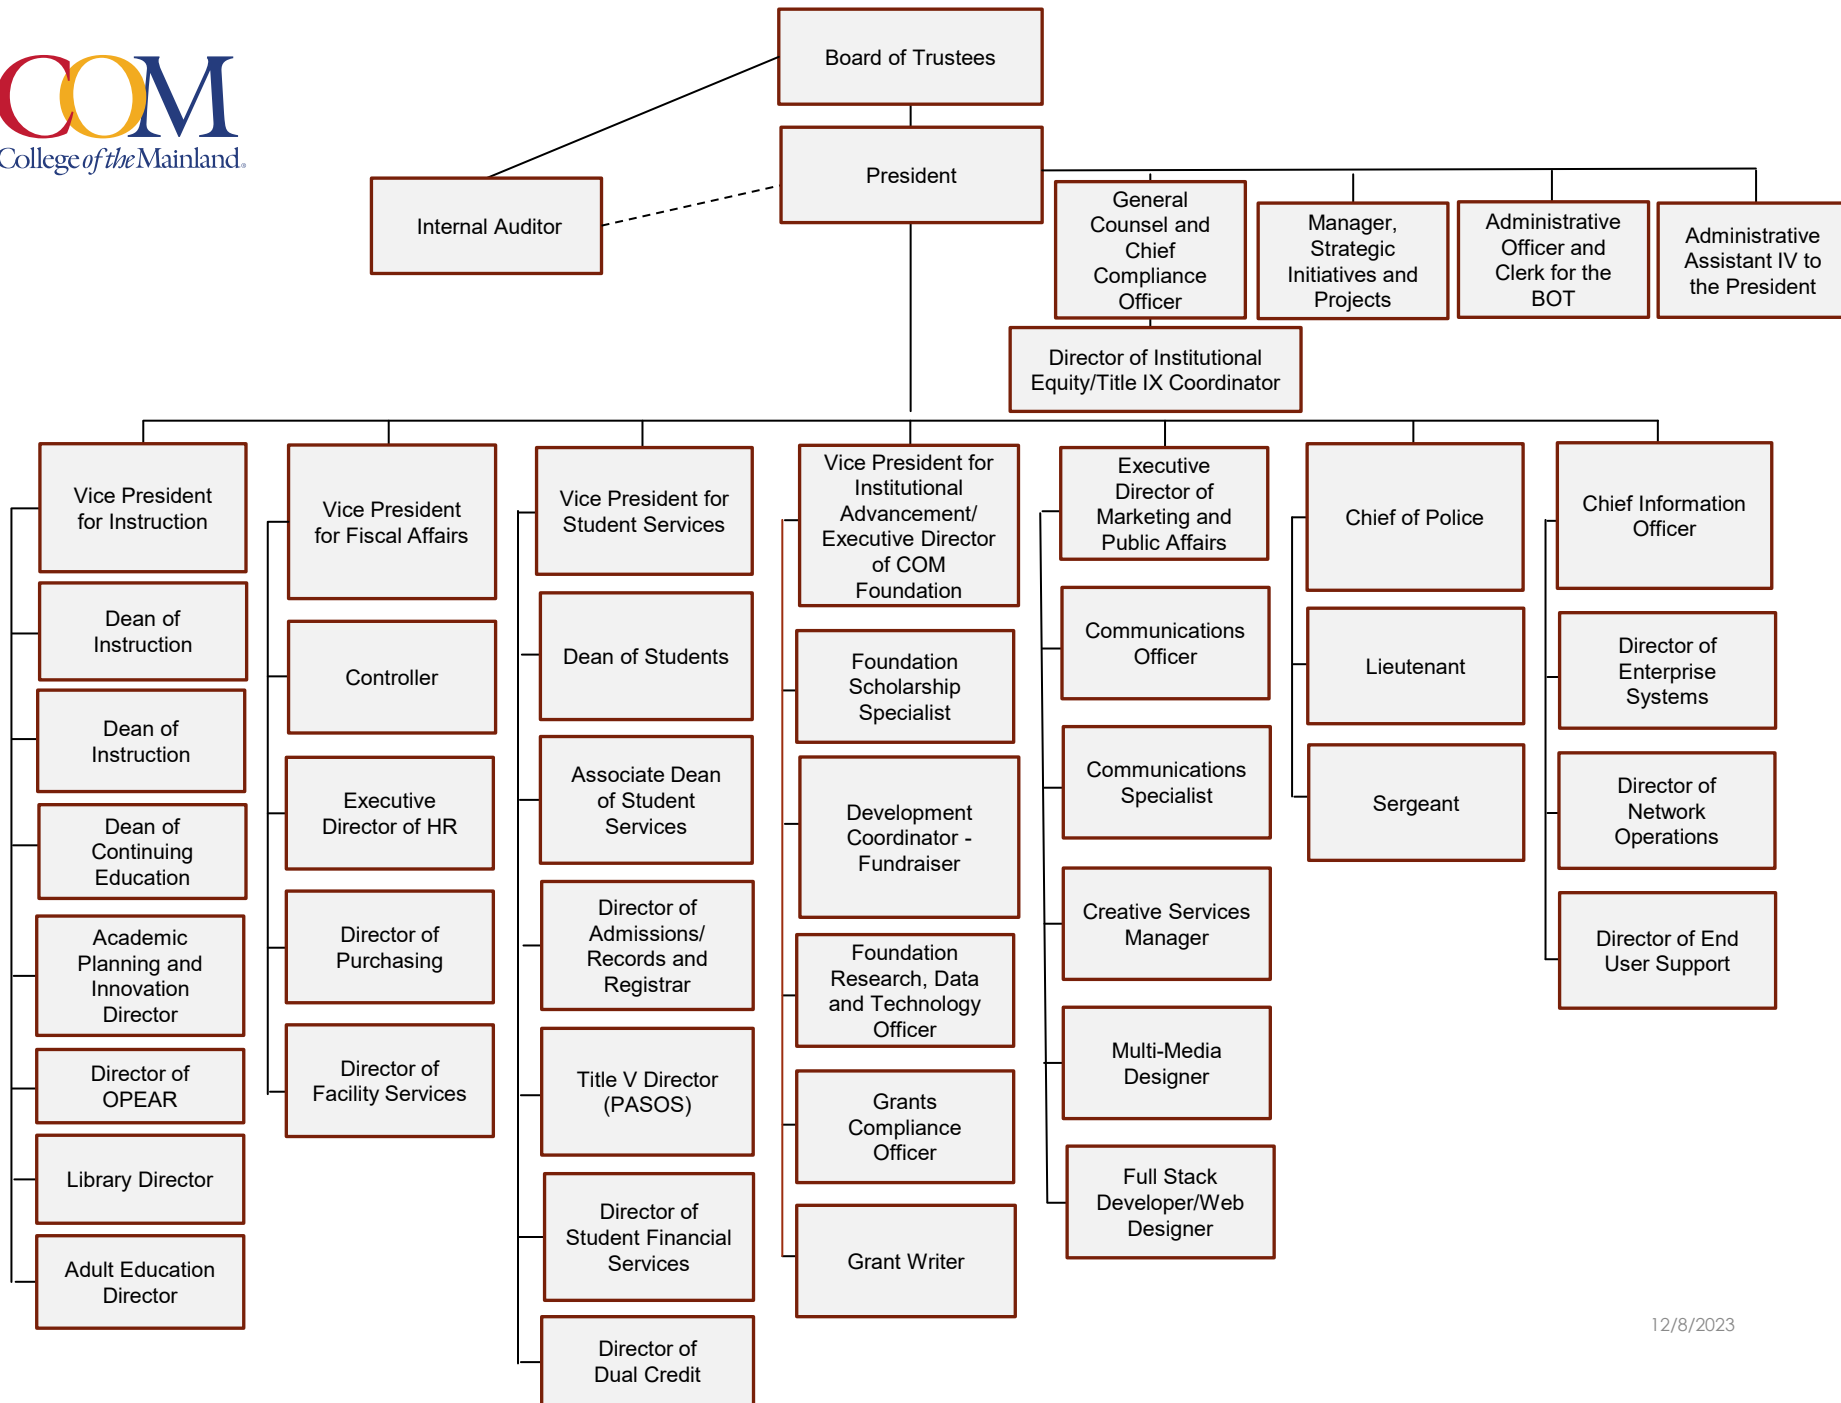 COM
College of the Mainland
Board of Trustees
President
Internal Auditor
General
Counsel and
Chief
Compliance
Officer
Manager,
Strategic
Initiatives and
Projects
Administrative
Officer and
Clerk for the
BOT
Administrative
Assistant IV to
the President
Director of Institutional
Equity/Title IX Coordinator
Vice President
for Instruction
Dean of
Instruction
Dean of
Instruction
Dean of
Continuing
Education
Academic
Planning and
Innovation
Director
Director of
OPEAR
Library Director
Adult Education
Director
Vice President
for Fiscal Affairs
Controller
Executive
Director of HR
Director of
Purchasing
Director of
Facility Services
Vice President for
Student Services
Dean of Students
Associate Dean
of Student
Services
Director of
Admissions/
Records and
Registrar
Title V Director
(PASOS)
Director of
Student Financial
Services
Director of
Dual Credit
Vice President for
Institutional
Advancement/
Executive Director
of COM
Foundation
Foundation
Scholarship
Specialist
Development
Coordinator -
Fundraiser
Foundation
Research, Data
and Technology
Officer
Grants
Compliance
Officer
Grant Writer
Executive
Director of
Marketing and
Public Affairs
Communications
Officer
Communications
Specialist
Creative Services
Manager
Multi-Media
Designer
Full Stack
Developer/Web
Designer
Chief of Police
Lieutenant
Sergeant
Chief Information
Officer
Director of
Enterprise
Systems
Director of
Network
Operations
Director of End
User Support
12/8/2023